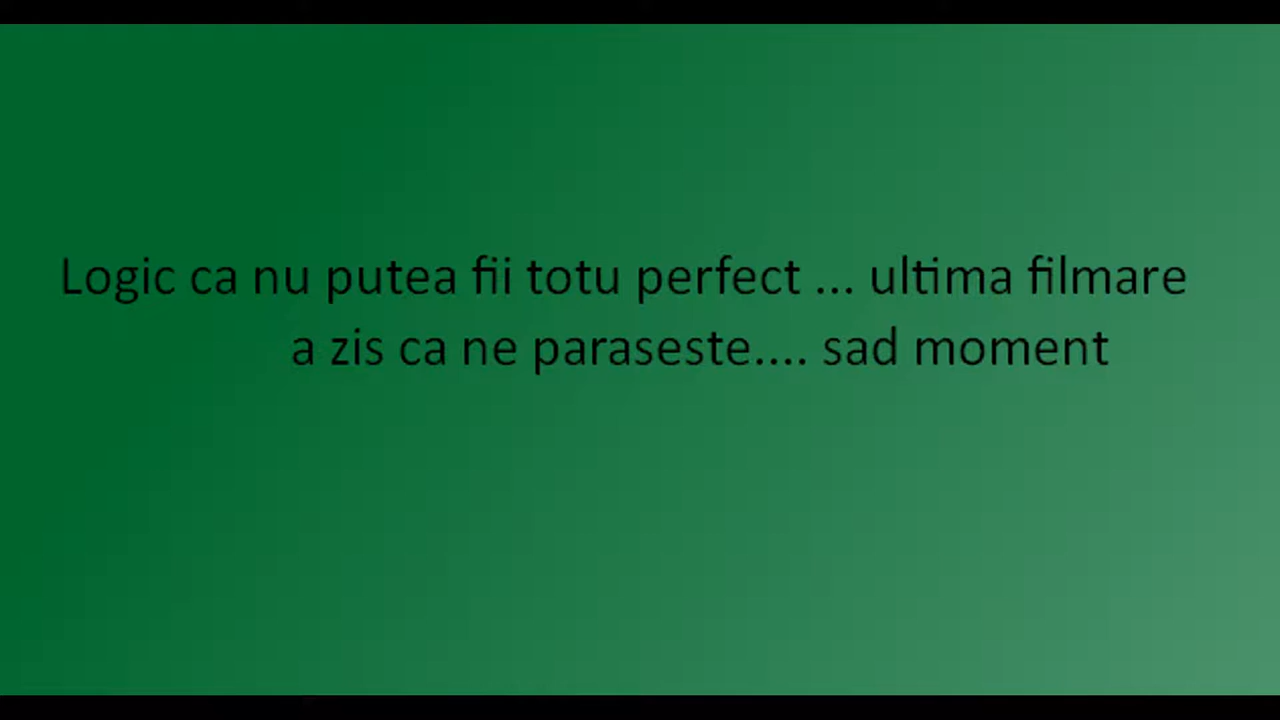 Logic ca nu putea fii totu perfect ... ultima filmare
a zis ca ne paraseste.... sad moment